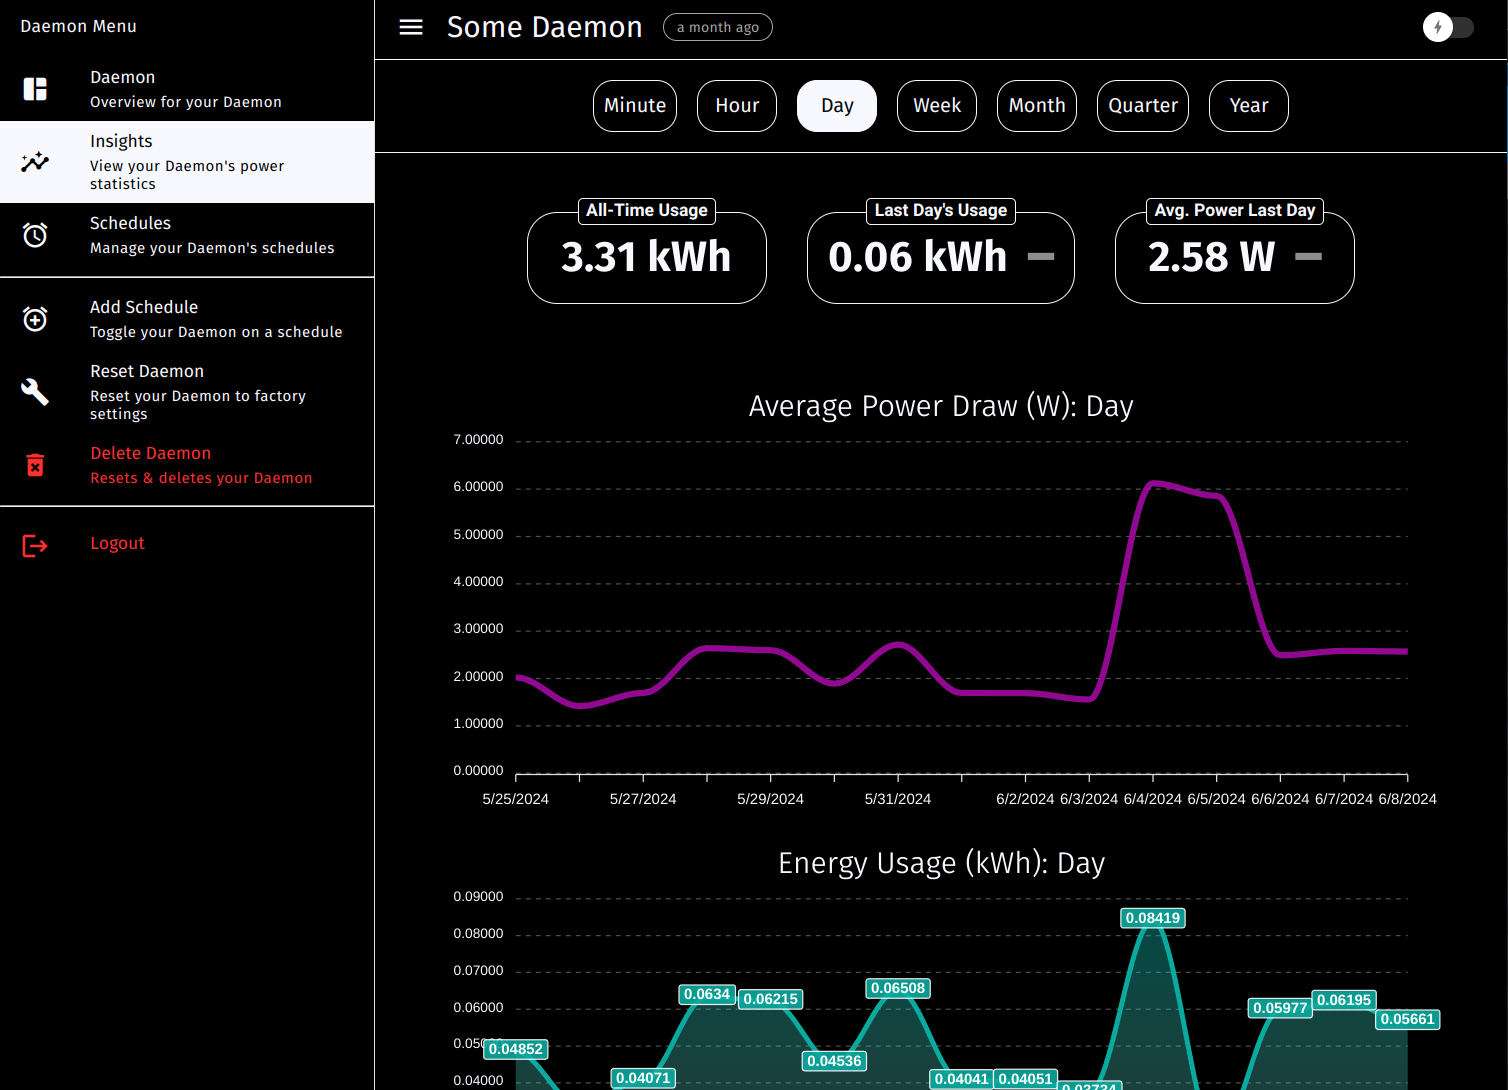 Daemon Menu
Daemon
Overview for your Daemon
Insights
View your Daemon's power
statistics
Schedules
Manage your Daemon's schedules
Add Schedule
Toggle your Daemon on a schedule
Reset Daemon
Reset your Daemon to factory
settings
Delete Daemon
Resets & deletes your Daemon
Logout
Some Daemon a month ago
Minute Hour Day Week Month Quarter Year
All-Time Usage
3.31 kWh
Last Day's Usage
0.06 kWh
Avg. Power Last Day
2.58 W
Average Power Draw (W): Day
7.00000
6.00000
5.00000
4.00000
3.00000
2.00000
1.00000
0.00000
5/25/2024 5/27/2024 5/29/2024 5/31/2024 6/2/2024 6/3/2024 6/4/2024 6/5/2024 6/6/2024 6/7/2024 6/8/2024
Energy Usage (kWh): Day
0.09000
0.08000
0.07000
0.06000
0.04000
0.04852 0.04071 0.0634 0.06215 0.04536 0.06508 0.04041 0.04051 0.08419 0.05977 0.06195 0.05661